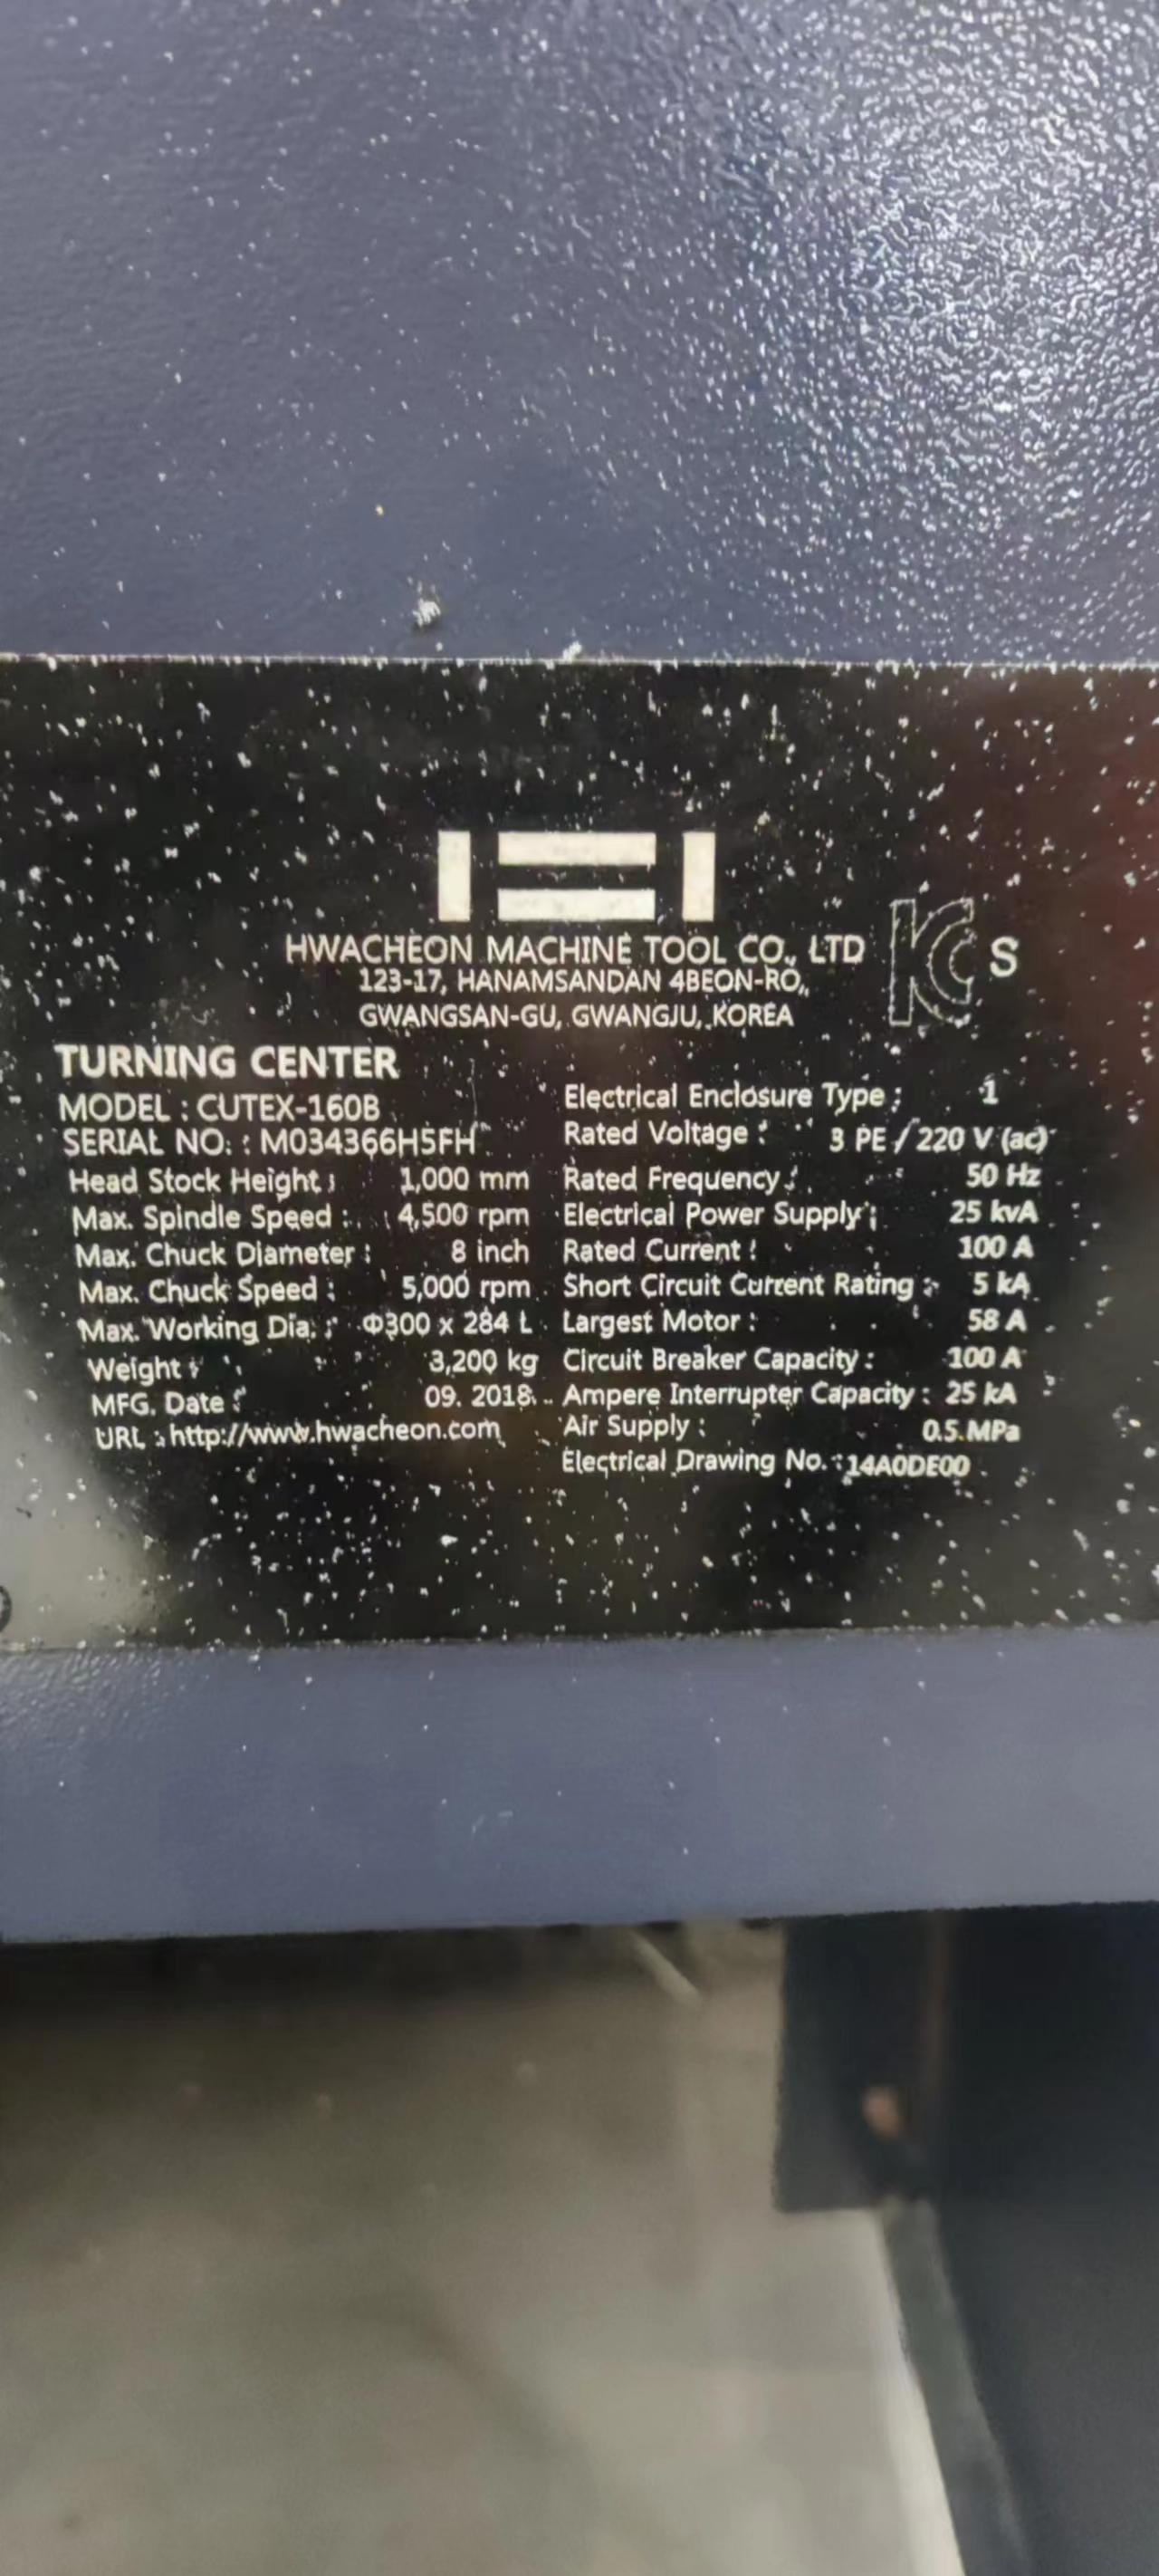 HWACHEON MACHINE TOOL CO., LTD
123-17, HANAMSANDAN 4BEON-RO,
GWANGSAN-GU, GWANGJU, KOREA
KC S
TURNING CENTER
MODEL : CUTEX-160B
SERIAL NO. : M034366H5FH
Head Stock Height : 1,000 mm
Max. Spindle Speed : 4,500 rpm
Max. Chuck Diameter : 8 inch
Max. Chuck Speed : 5,000 rpm
Max. Working Dia. : Φ300 x 284 L
Weight : 3,200 kg
MFG. Date : 09. 2018
URL : http://www.hwacheon.com
Electrical Enclosure Type : 1
Rated Voltage : 3 PE / 220 V (ac)
Rated Frequency : 50 Hz
Electrical Power Supply : 25 kvA
Rated Current : 100 A
Short Circuit Current Rating : 5 kA
Largest Motor : 58 A
Circuit Breaker Capacity : 100 A
Ampere Interrupter Capacity : 25 kA
Air Supply : 0.5 MPa
Electrical Drawing No. : 14A0DE00